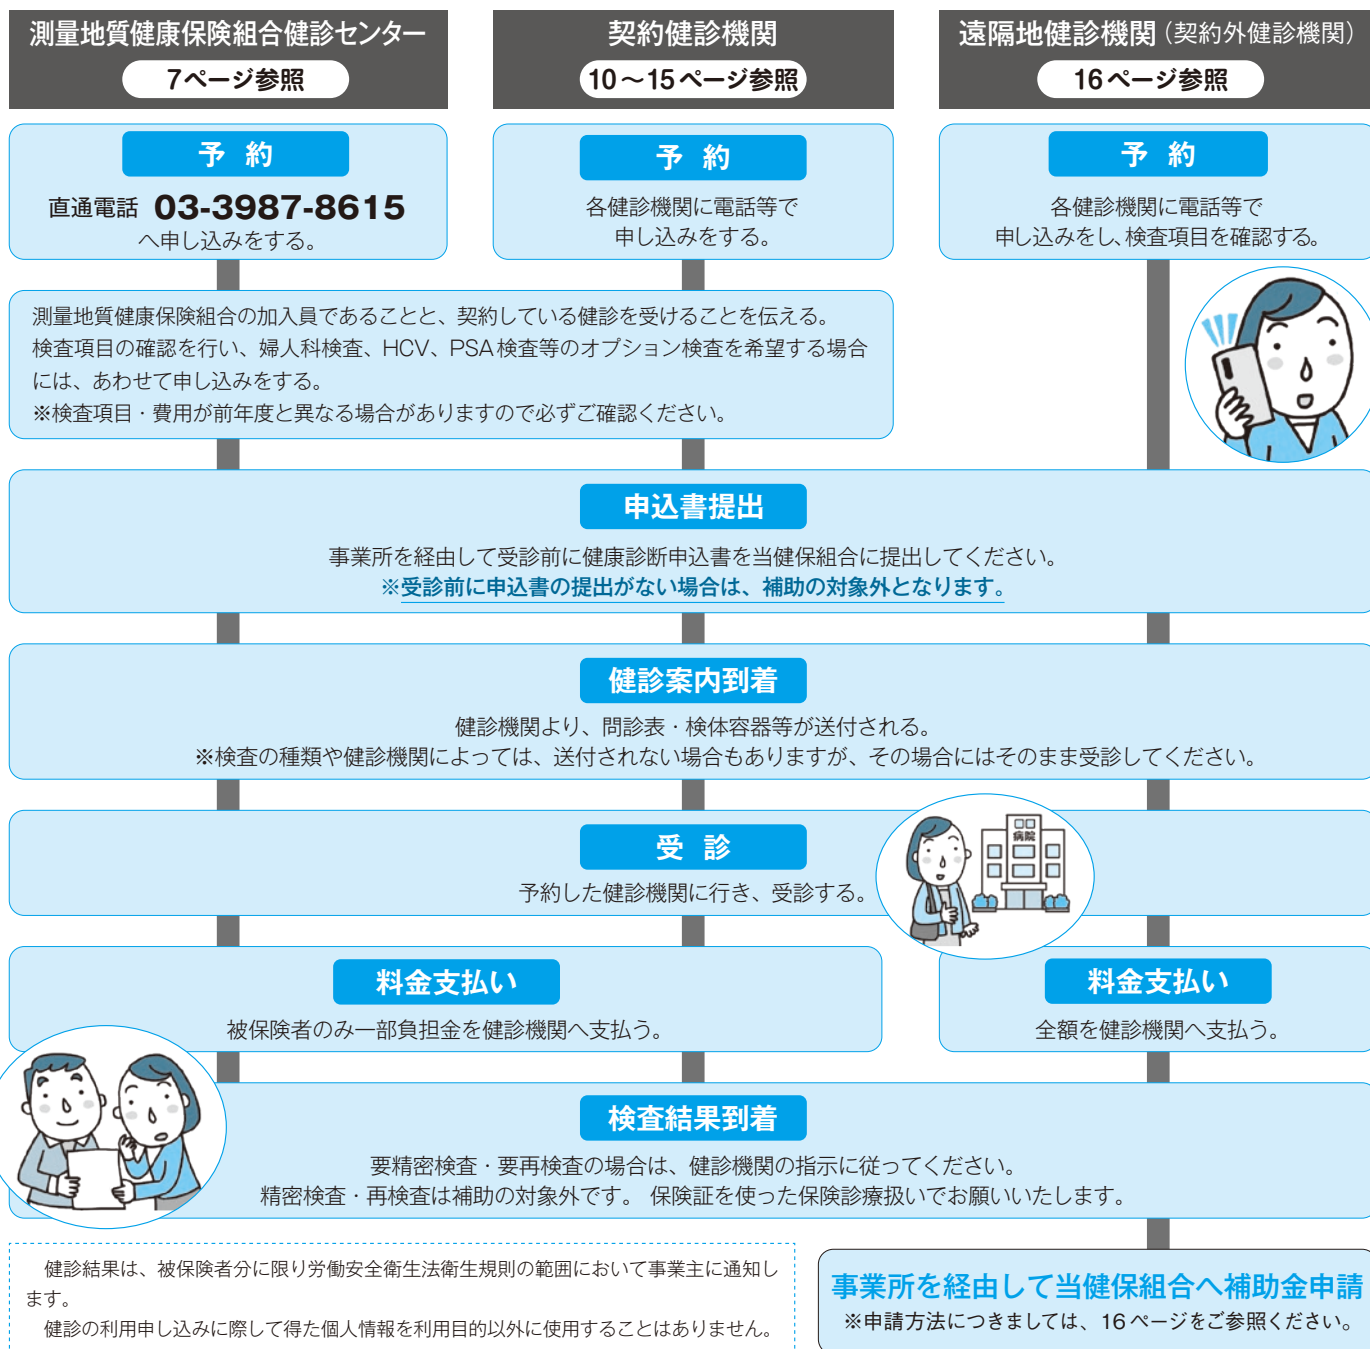 測量地質健康保険組合健診センター
7ページ参照
契約健診機関
10～15ページ参照
遠隔地健診機関（契約外健診機関）
16ページ参照
予 約
直通電話 03-3987-8615
へ申し込みをする。
予 約
各健診機関に電話等で
申し込みをする。
予 約
各健診機関に電話等で
申し込みをし、検査項目を確認する。
測量地質健康保険組合の加入員であることと、契約している健診を受けることを伝える。
検査項目の確認を行い、婦人科検査、HCV、PSA検査等のオプション検査を希望する場合
には、あわせて申し込みをする。
※検査項目・費用が前年度と異なる場合がありますので必ずご確認ください。
申込書提出
事業所を経由して受診前に健康診断申込書を当健保組合に提出してください。
※受診前に申込書の提出がない場合は、補助の対象外となります。
健診案内到着
健診機関より、問診表・検体容器等が送付される。
※検査の種類や健診機関によっては、送付されない場合もありますが、その場合にはそのまま受診してください。
受 診
予約した健診機関に行き、受診する。
病院
料金支払い
被保険者のみ一部負担金を健診機関へ支払う。
料金支払い
全額を健診機関へ支払う。
検査結果到着
要精密検査・要再検査の場合は、健診機関の指示に従ってください。
精密検査・再検査は補助の対象外です。 保険証を使った保険診療扱いでお願いいたします。
健診結果は、被保険者分に限り労働安全衛生法衛生規則の範囲において事業主に通知し
ます。
健診の利用申し込みに際して得た個人情報を利用目的以外に使用することはありません。
事業所を経由して当健保組合へ補助金申請
※申請方法につきましては、16ページをご参照ください。